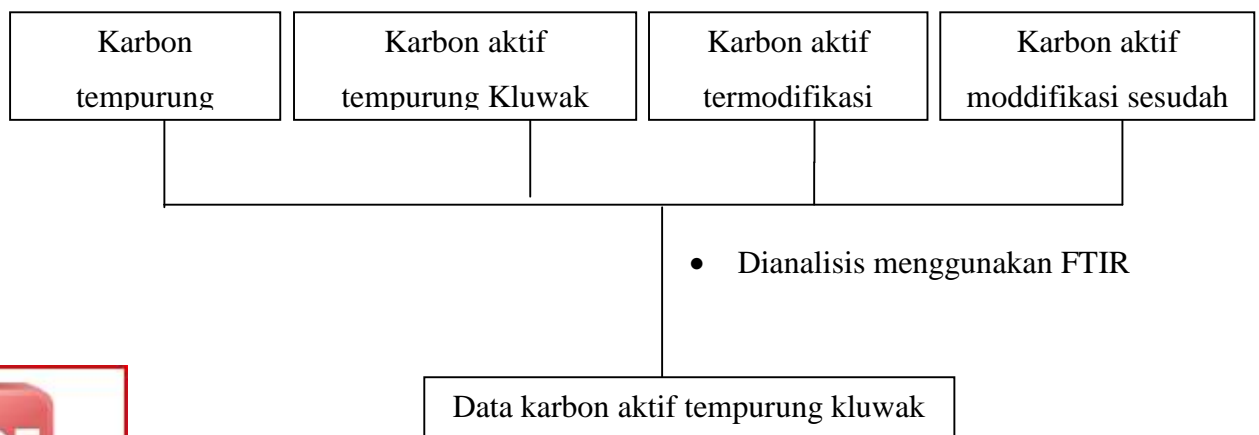 Karbon
tempurung
Karbon aktif
tempurung Kluwak
Karbon aktif
termodifikasi
Karbon aktif
moddifikasi sesudah
• Dianalisis menggunakan FTIR
Data karbon aktif tempurung kluwak